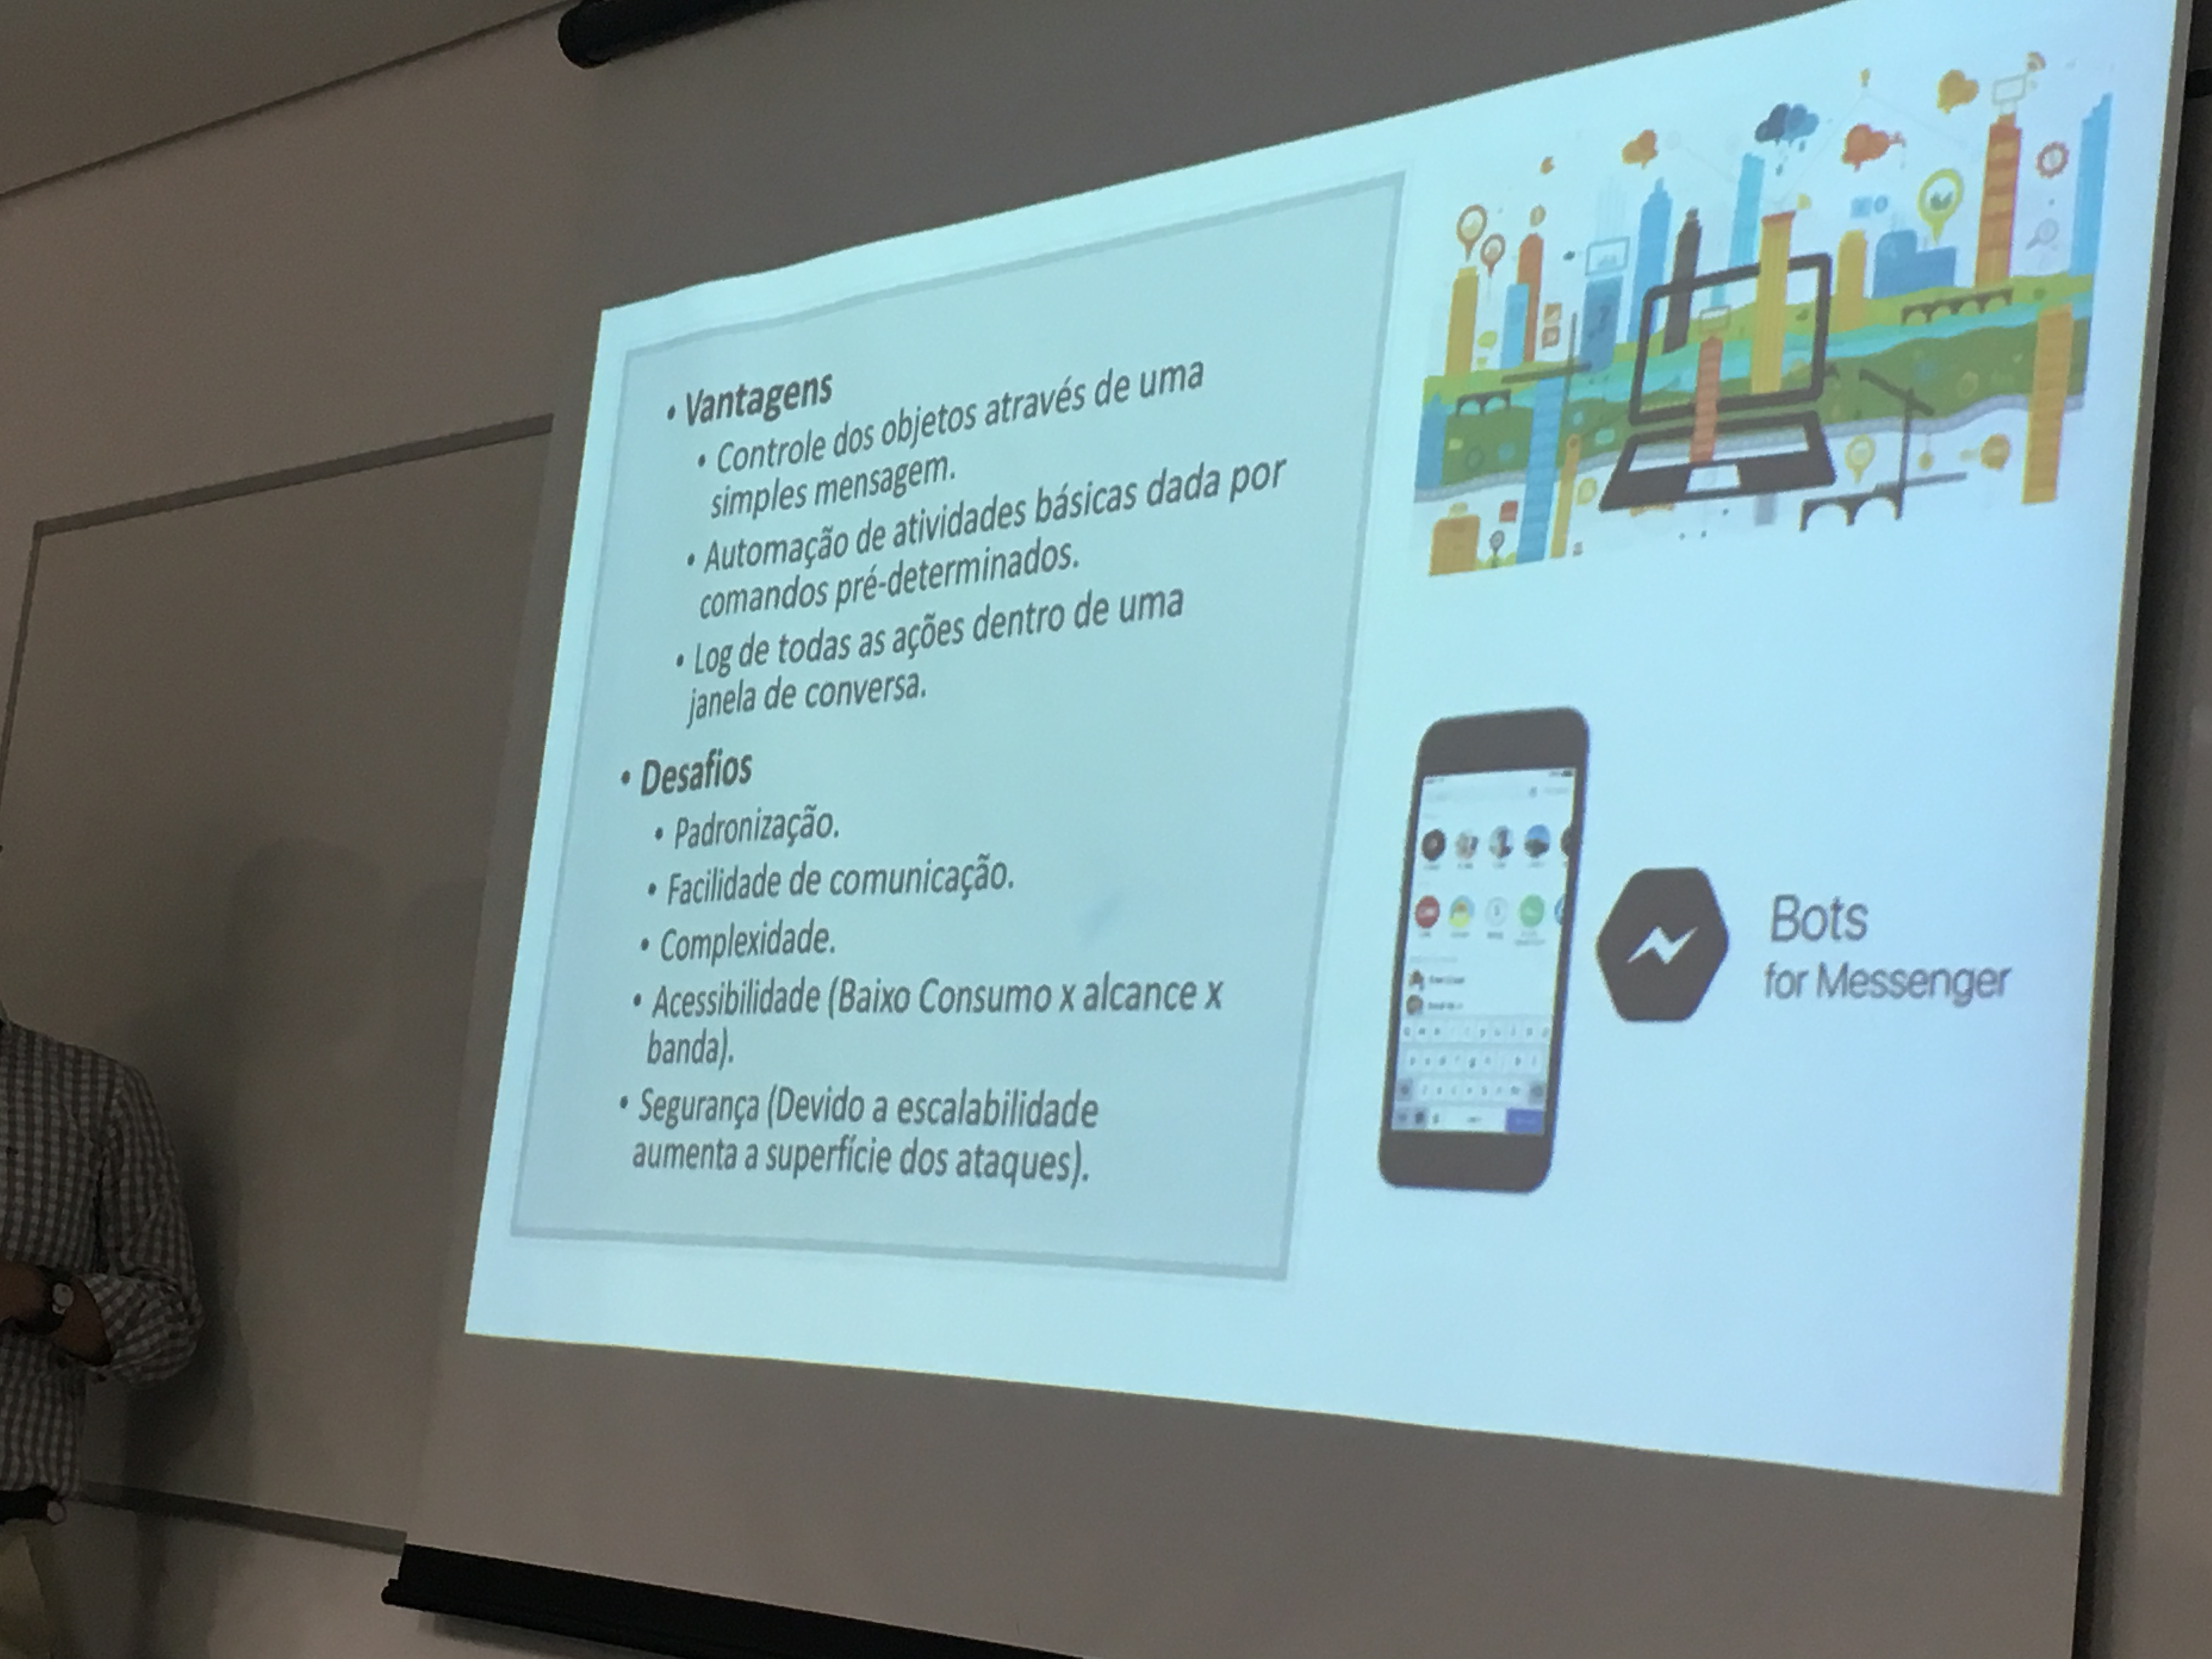 • Vantagens
• Controle dos objetos através de uma
simples mensagem.
• Automação de atividades básicas dada por
comandos pré-determinados.
• Log de todas as ações dentro de uma
janela de conversa.
• Desafios
• Padronização.
• Facilidade de comunicação.
• Complexidade.
• Acessibilidade (Baixo Consumo x alcance x
banda).
• Segurança (Devido a escalabilidade
aumenta a superfície dos ataques).
Bots
for Messenger